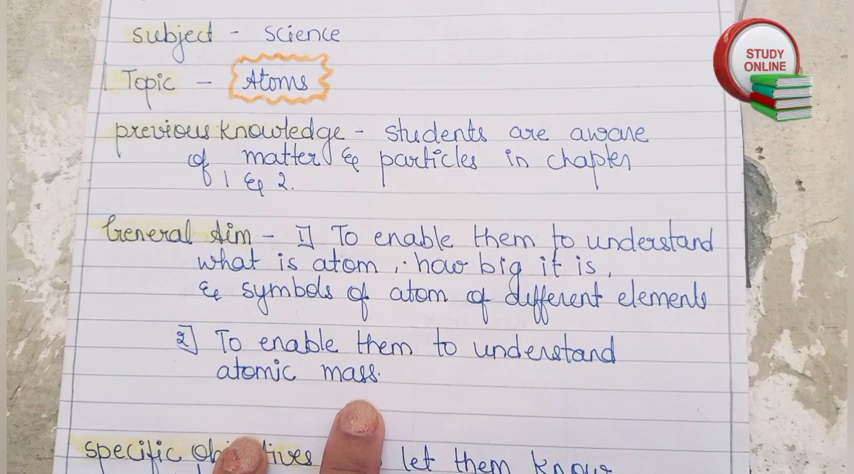 subject - science
Topic - Atoms
previous knowledge - students are aware
of matter & particles in chapter
1 & 2.
General Aim - 1] To enable them to understand
what is atom, how big it is,
& symbols of atom of different elements
2] To enable them to understand
atomic mass.
specific objectives let them know
STUDY
ONLINE